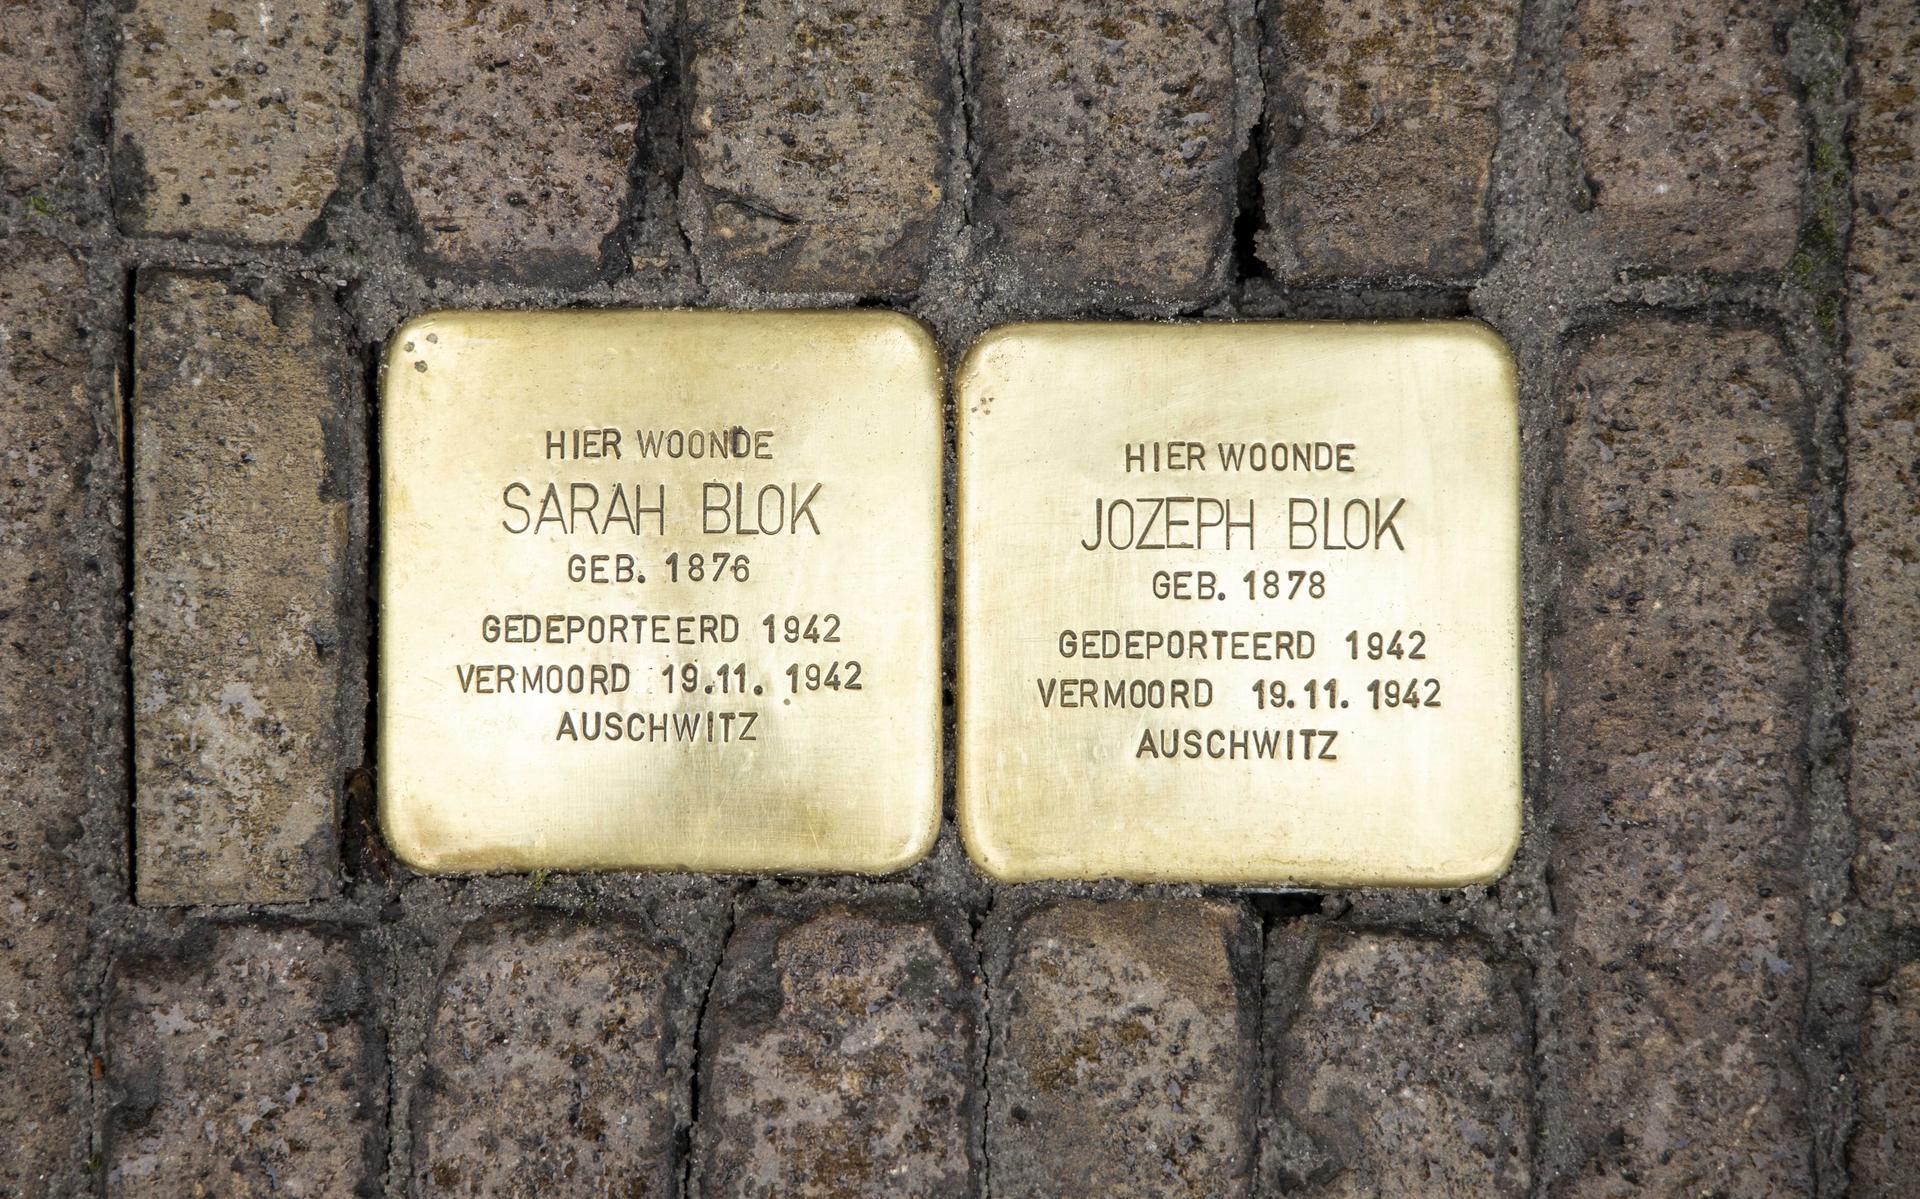 HIER WOONDE
SARAH BLOK
GEB. 1876
GEDEPORTEERD 1942
VERMOORD 19.11. 1942
AUSCHWITZ
HIER WOONDE
JOZEPH BLOK
GEB. 1878
GEDEPORTEERD 1942
VERMOORD 19.11. 1942
AUSCHWITZ